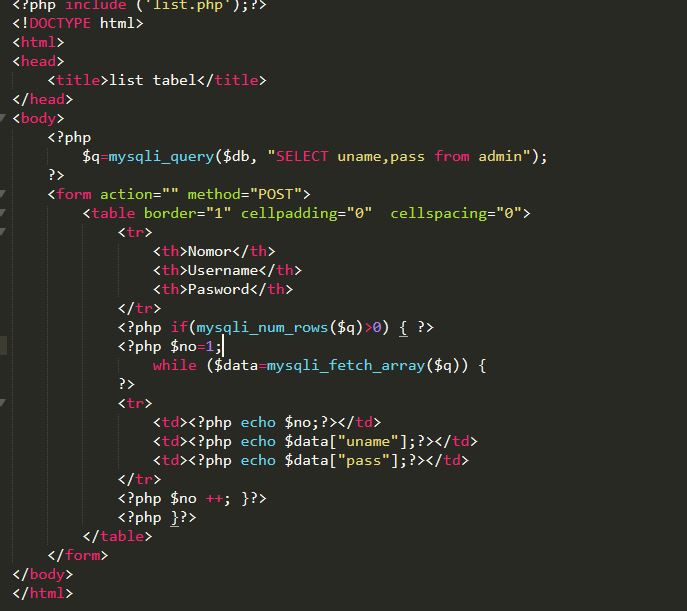 <?php include ('list.php');?>
<!DOCTYPE html>
<html>
<head>
    <title>list tabel</title>
</head>
<body>
    <?php
        $q=mysqli_query($db, "SELECT uname,pass from admin");
    ?>
    <form action="" method="POST">
        <table border="1" cellpadding="0"  cellspacing="0">
            <tr>
                <th>Nomor</th>
                <th>Username</th>
                <th>Pasword</th>
            </tr>
            <?php if(mysqli_num_rows($q)>0) { ?>
            <?php $no=1;
                while ($data=mysqli_fetch_array($q)) {
            ?>
            <tr>
                <td><?php echo $no;?></td>
                <td><?php echo $data["uname"];?></td>
                <td><?php echo $data["pass"];?></td>
            </tr>
            <?php $no ++; }?>
            <?php }?>
        </table>
    </form>
</body>
</html>